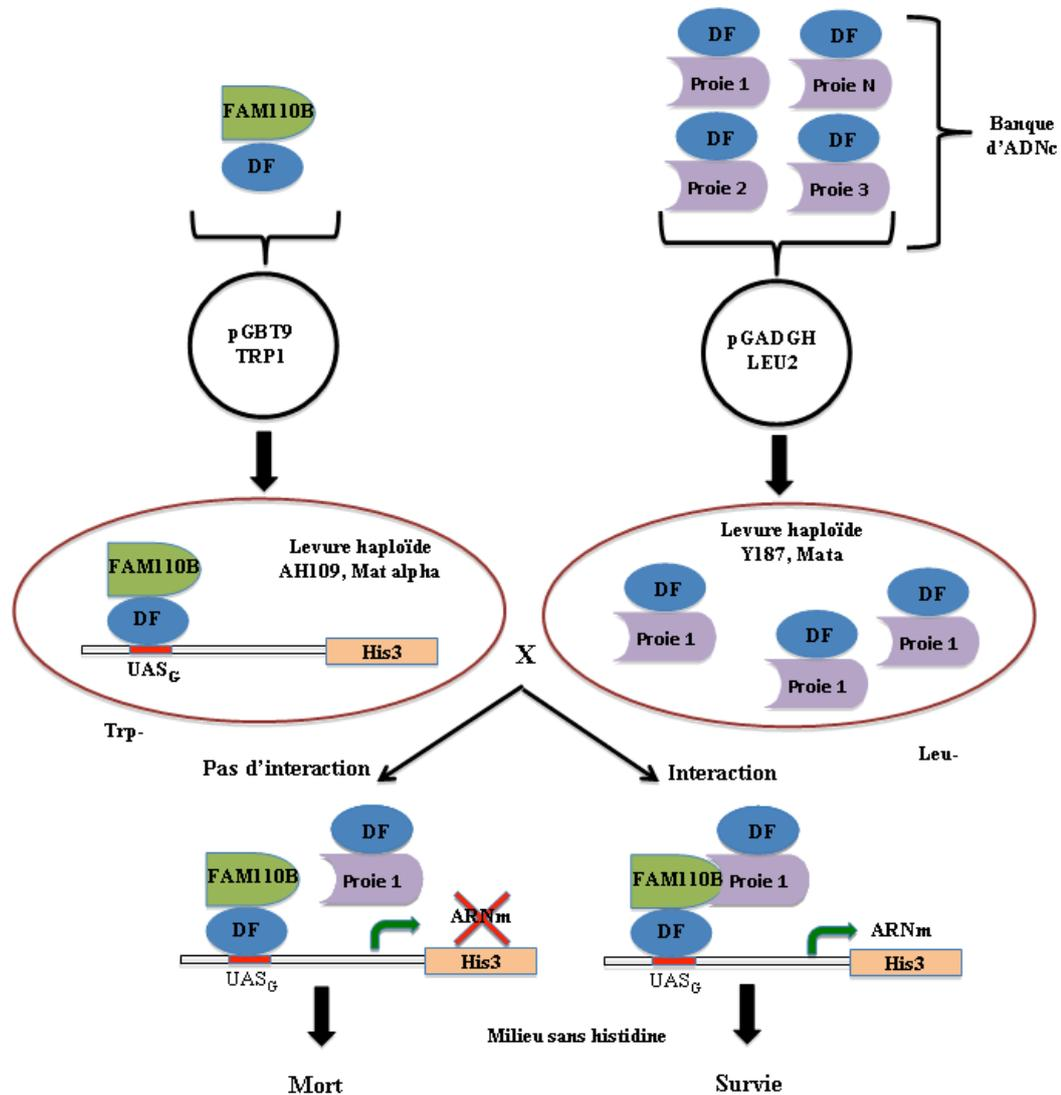 FAM110B
DF
DF
Proie 1
DF
Proie N
DF
Proie 2
DF
Proie 3
Banque
d'ADNc
pGBT9
TRP1
pGADGH
LEU2
Levure haploïde
AH109, Mat alpha
FAM110B
DF
UASG
His3
Trp-
X
Levure haploïde
Y187, Mata
DF
Proie 1
DF
Proie 1
DF
Proie 1
Leu-
Pas d'interaction
Interaction
FAM110B
DF
DF
Proie 1
ARNm
UASG
His3
FAM110B
DF
DF
Proie 1
ARNm
UASG
His3
Milieu sans histidine
Mort
Survie